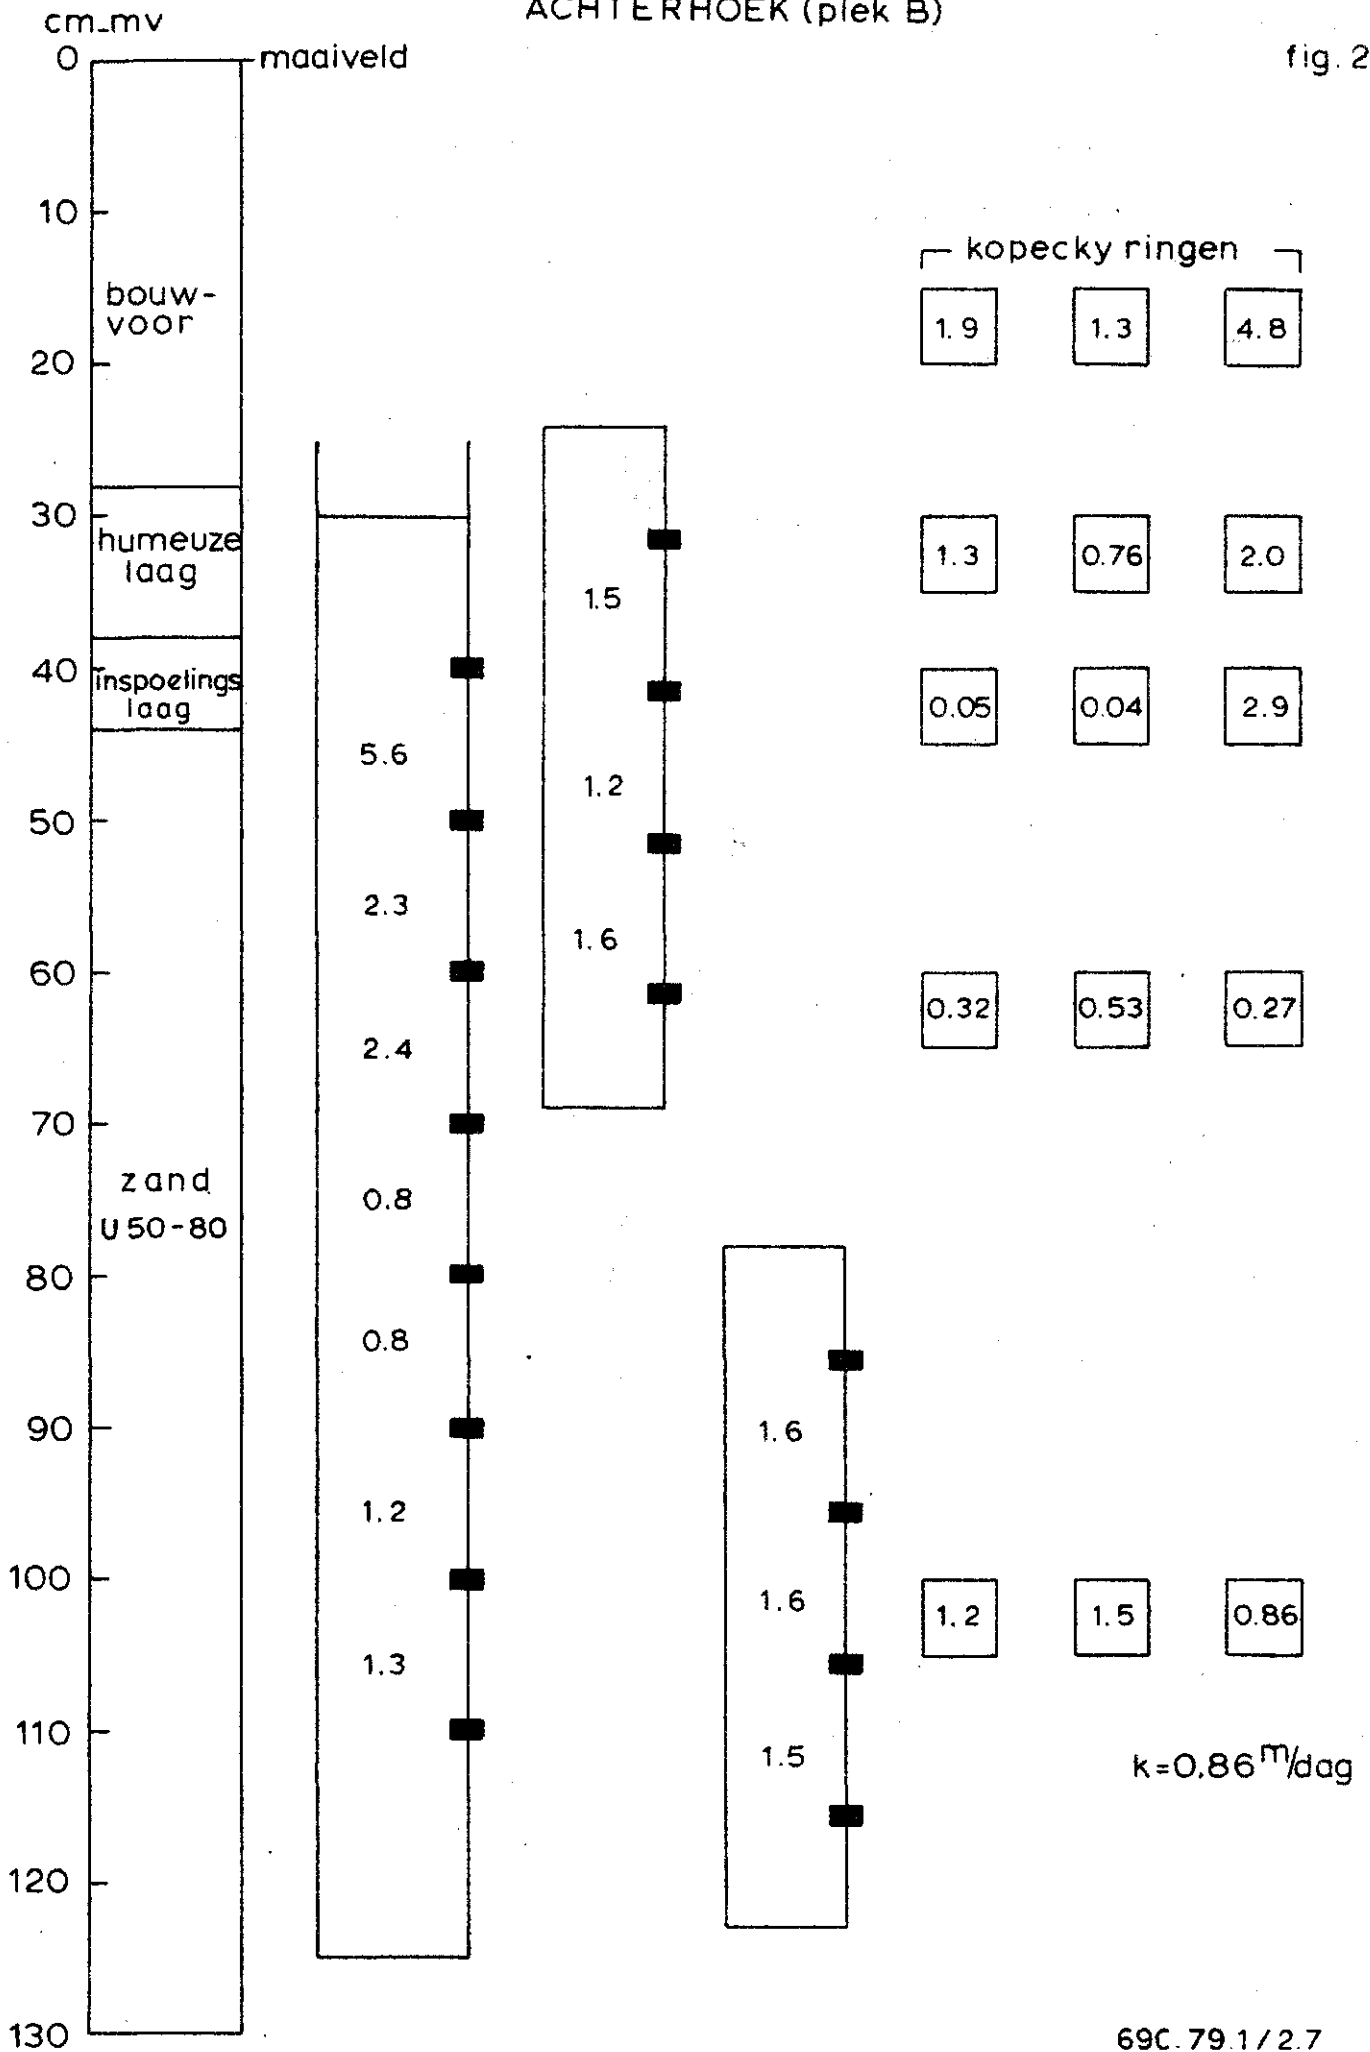 ACHTERHOEK (plek B)
cm-mv
fig. 2
0
maaiveld
10
bouw-
voor
20
30
humeuze
laag
40
inspoelings
laag
50
60
70
zand
U 50-80
80
90
100
110
120
130
5.6
2.3
2.4
0.8
0.8
1.2
1.3
1.5
1.2
1.6
1.6
1.6
1.5
kopecky ringen
1.9 1.3 4.8
1.3 0.76 2.0
0.05 0.04 2.9
0.32 0.53 0.27
1.2 1.5 0.86
k=0.86 m/dag
69C.79.1/2.7